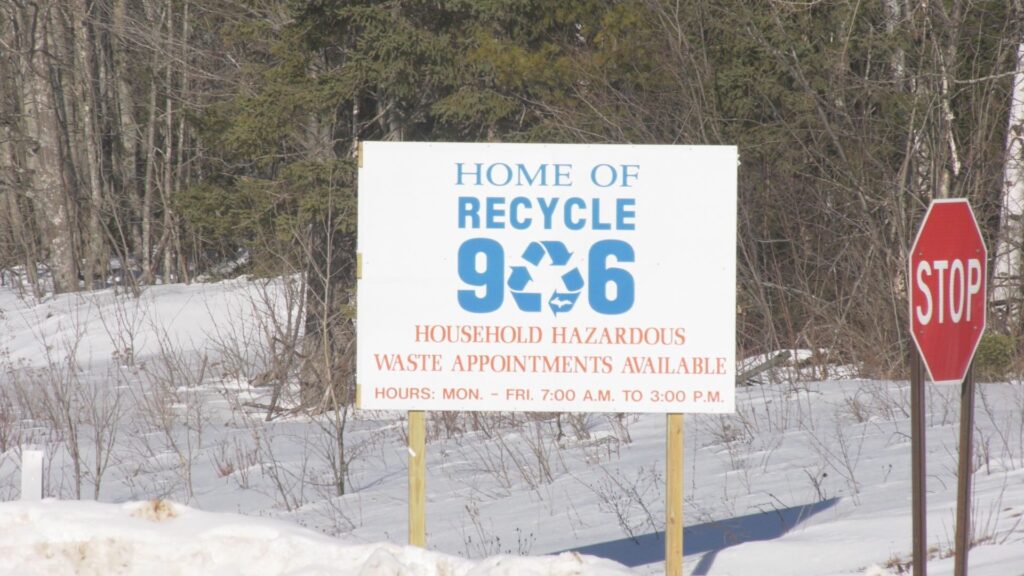 HOME OF
RECYCLE
906
HOUSEHOLD HAZARDOUS
WASTE APPOINTMENTS AVAILABLE
HOURS: MON. - FRI. 7:00 A.M. TO 3:00 P.M.
STOP